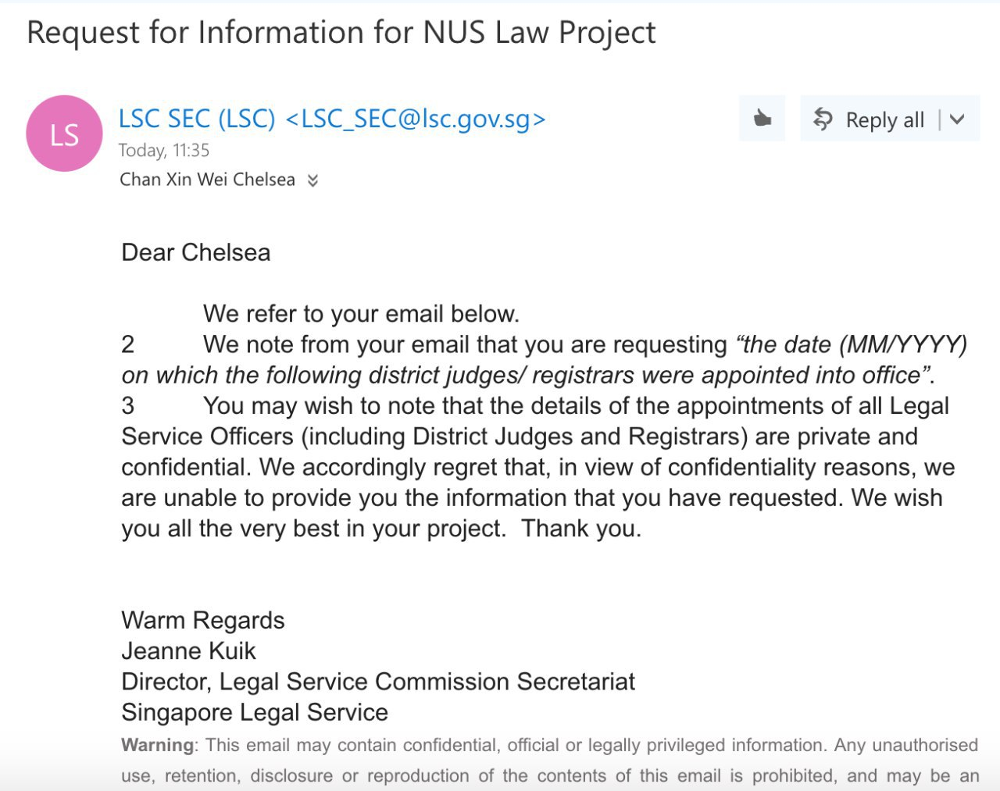 Request for Information for NUS Law Project
LS
LSC SEC (LSC) <LSC_SEC@lsc.gov.sg>
Reply all
Today, 11:35
Chan Xin Wei Chelsea
Dear Chelsea
We refer to your email below.
2 We note from your email that you are requesting “the date (MM/YYYY)
on which the following district judges/ registrars were appointed into office”.
3 You may wish to note that the details of the appointments of all Legal
Service Officers (including District Judges and Registrars) are private and
confidential. We accordingly regret that, in view of confidentiality reasons, we
are unable to provide you the information that you have requested. We wish
you all the very best in your project.  Thank you.
Warm Regards
Jeanne Kuik
Director, Legal Service Commission Secretariat
Singapore Legal Service
Warning: This email may contain confidential, official or legally privileged information. Any unauthorised
use, retention, disclosure or reproduction of the contents of this email is prohibited, and may be an